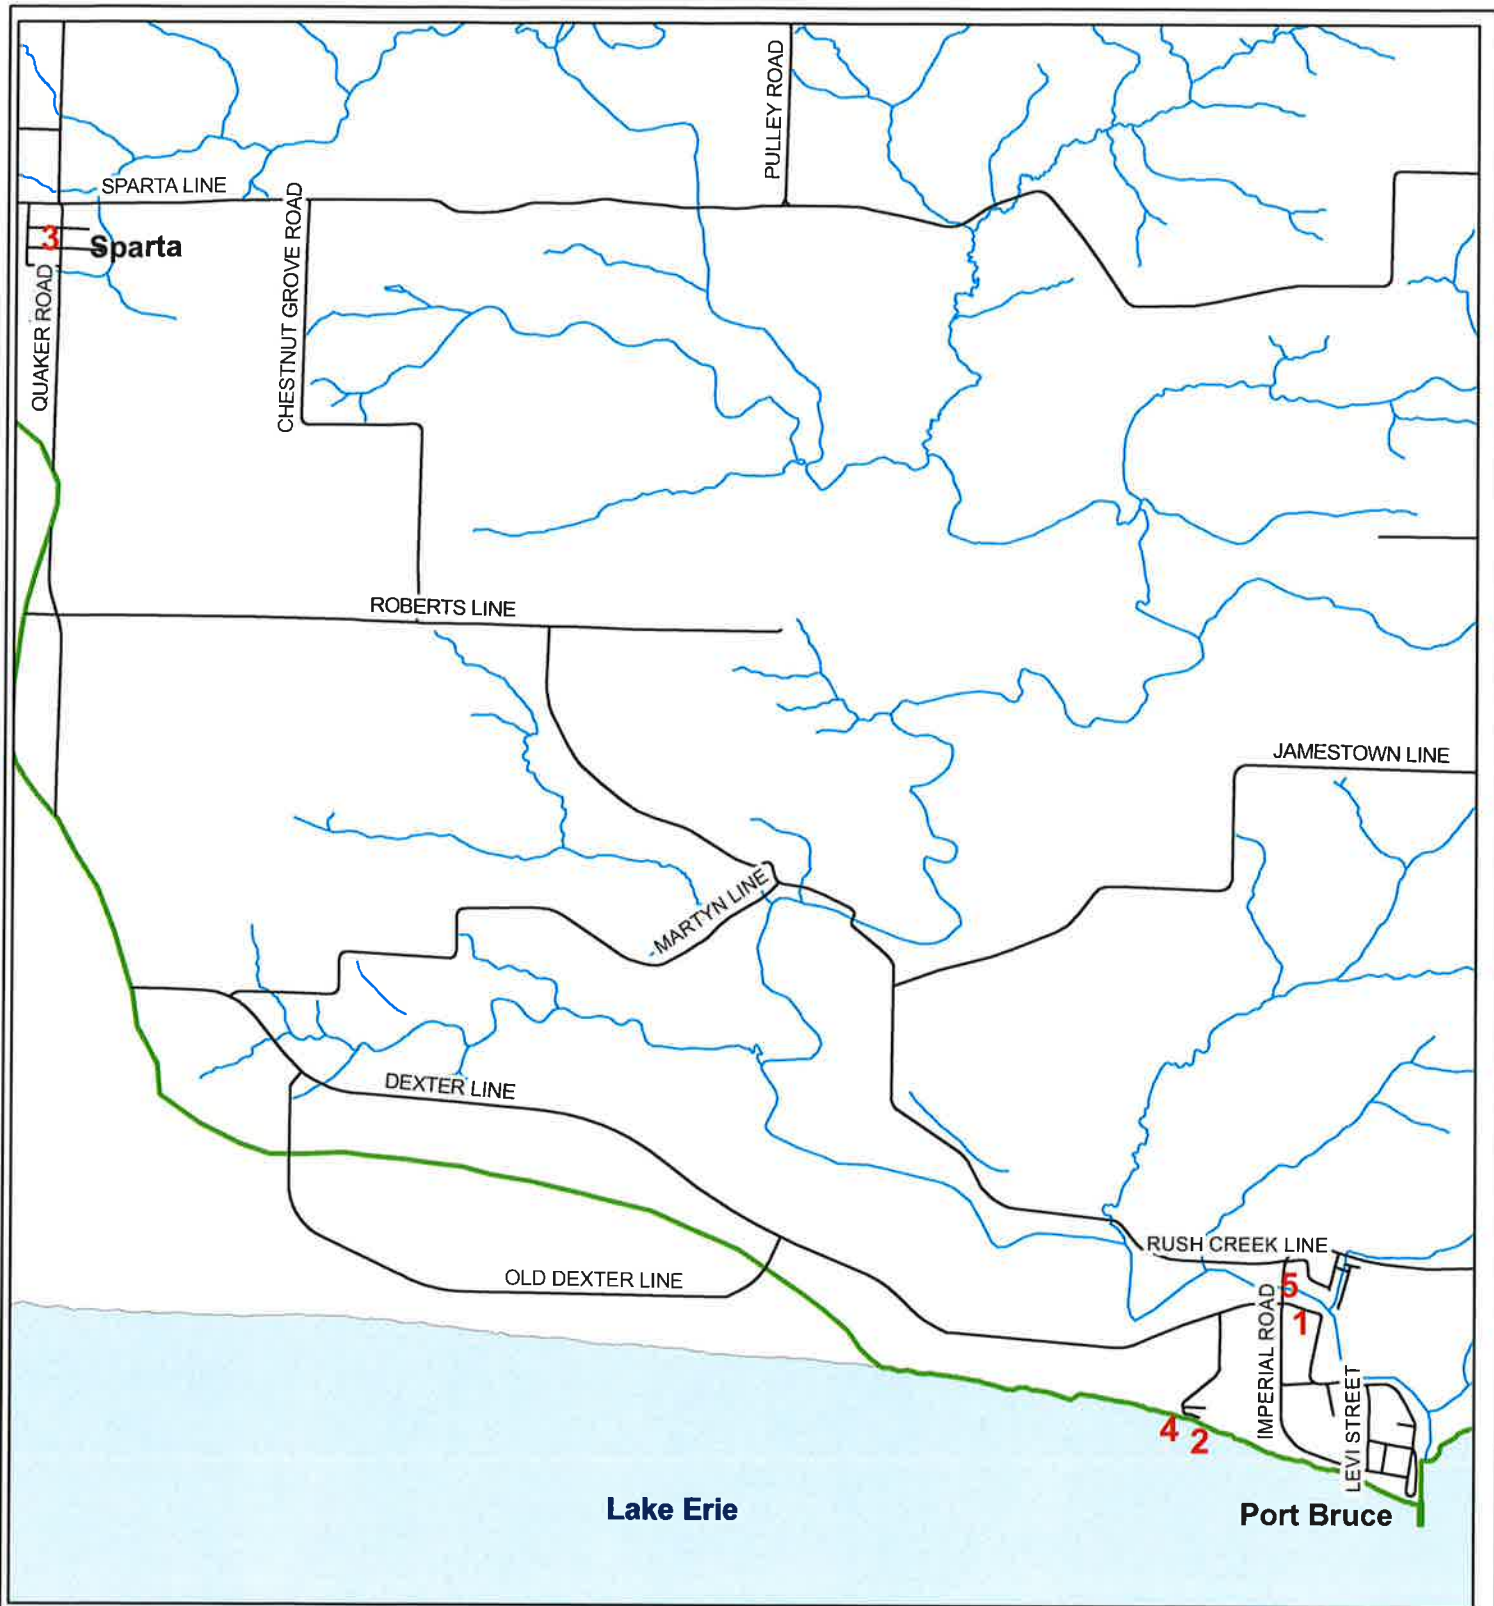 PULLEY ROAD
SPARTA LINE
CHESTNUT GROVE ROAD
3
Sparta
QUAKER ROAD
ROBERTS LINE
JAMESTOWN LINE
MARTYN LINE
DEXTER LINE
RUSH CREEK LINE
OLD DEXTER LINE
5
IMPERIAL ROAD
1
LEVI STREET
4
2
Lake Erie
Port Bruce